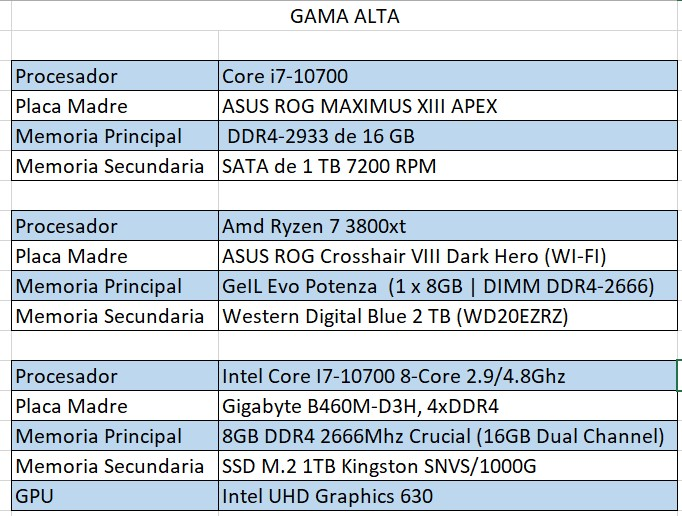 GAMA ALTA
Procesador Core i7-10700
Placa Madre ASUS ROG MAXIMUS XIII APEX
Memoria Principal DDR4-2933 de 16 GB
Memoria Secundaria SATA de 1 TB 7200 RPM
Procesador Amd Ryzen 7 3800xt
Placa Madre ASUS ROG Crosshair VIII Dark Hero (WI-FI)
Memoria Principal GeIL Evo Potenza (1 x 8GB | DIMM DDR4-2666)
Memoria Secundaria Western Digital Blue 2 TB (WD20EZRZ)
Procesador Intel Core I7-10700 8-Core 2.9/4.8Ghz
Placa Madre Gigabyte B460M-D3H, 4xDDR4
Memoria Principal 8GB DDR4 2666Mhz Crucial (16GB Dual Channel)
Memoria Secundaria SSD M.2 1TB Kingston SNVS/1000G
GPU Intel UHD Graphics 630